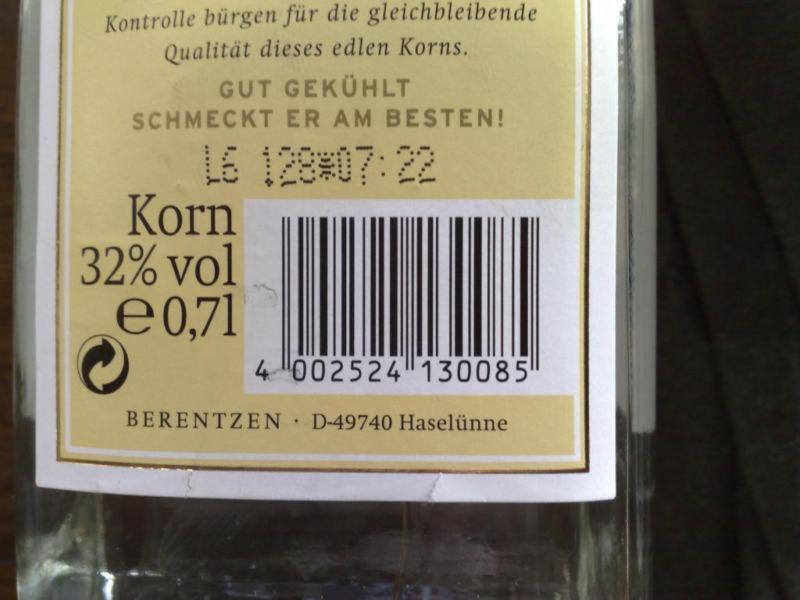 Kontrolle bürgen für die gleichbleibende
Qualität dieses edlen Korns.
GUT GEKÜHLT
SCHMECKT ER AM BESTEN!
L6 128*07:22
Korn
32% vol
e 0,7l
4 002524 130085
BERENTZEN · D-49740 Haselünne